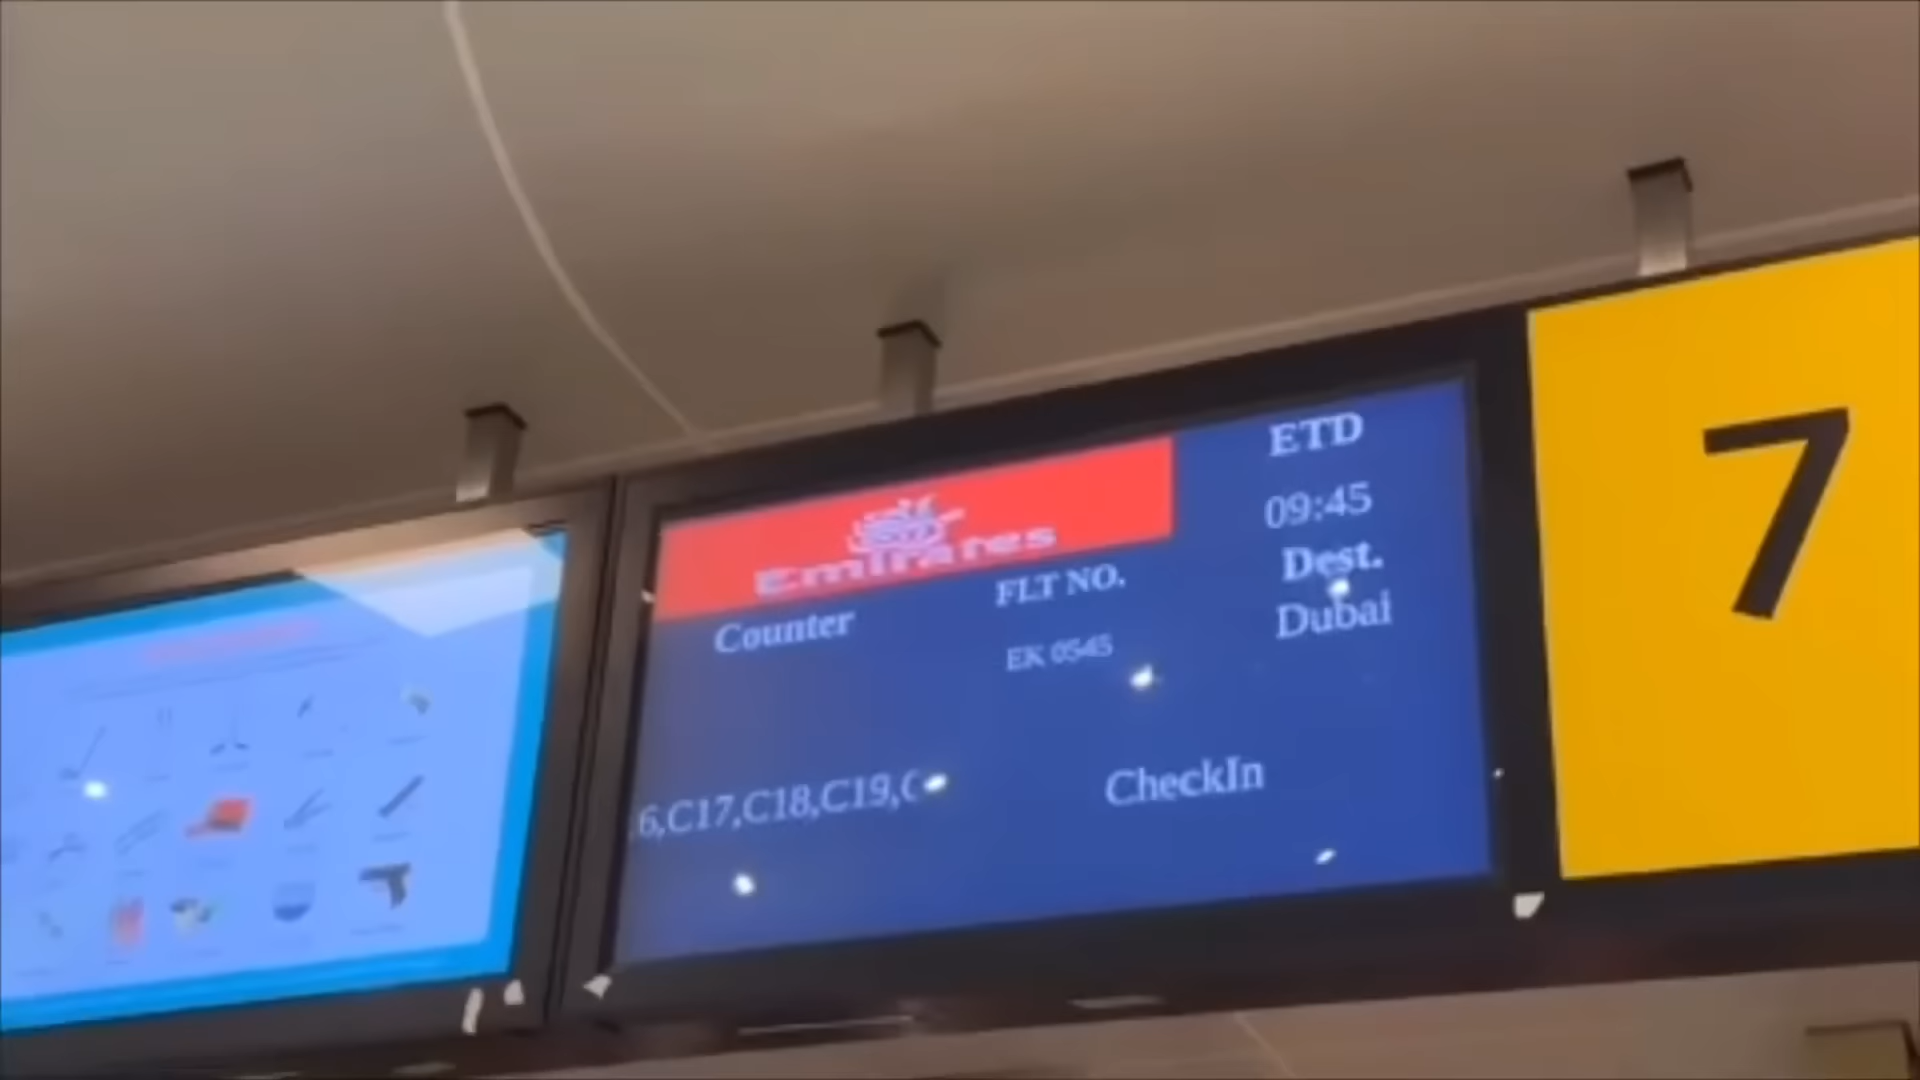 Emirates
ETD
09:45
Counter
FLT NO.
Dest.
EK 0545
Dubai
6,C17,C18,C19,C
CheckIn
7